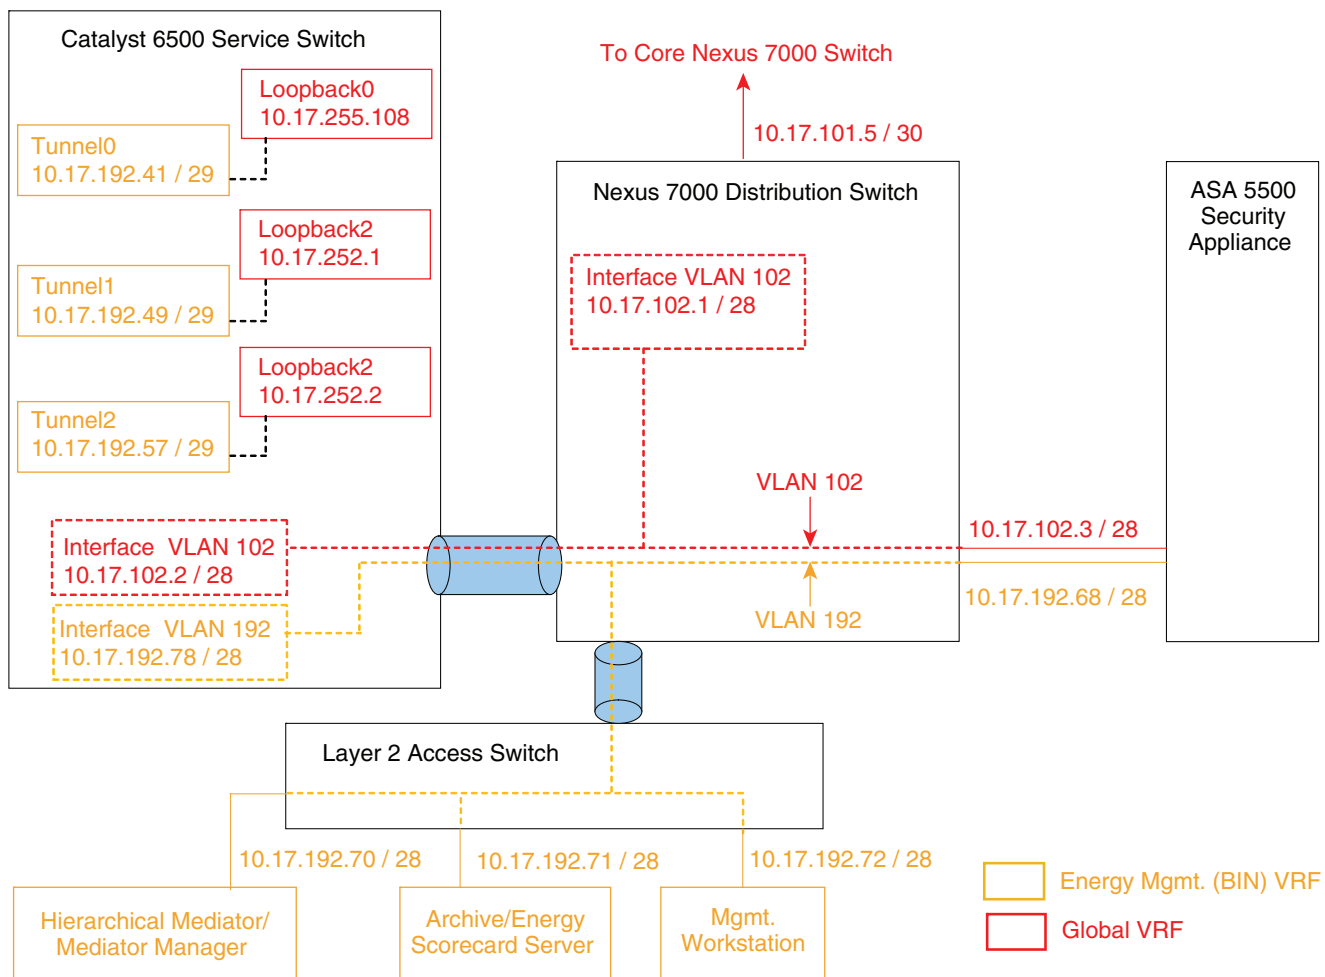 Catalyst 6500 Service Switch
Loopback0
10.17.255.108
Tunnel0
10.17.192.41 / 29
Loopback2
10.17.252.1
Tunnel1
10.17.192.49 / 29
Loopback2
10.17.252.2
Tunnel2
10.17.192.57 / 29
Interface VLAN 102
10.17.102.2 / 28
Interface VLAN 192
10.17.192.78 / 28
To Core Nexus 7000 Switch
10.17.101.5 / 30
Nexus 7000 Distribution Switch
Interface VLAN 102
10.17.102.1 / 28
VLAN 102
VLAN 192
10.17.102.3 / 28
10.17.192.68 / 28
ASA 5500
Security
Appliance
Layer 2 Access Switch
10.17.192.70 / 28
10.17.192.71 / 28
10.17.192.72 / 28
Hierarchical Mediator/
Mediator Manager
Archive/Energy
Scorecard Server
Mgmt.
Workstation
Energy Mgmt. (BIN) VRF
Global VRF